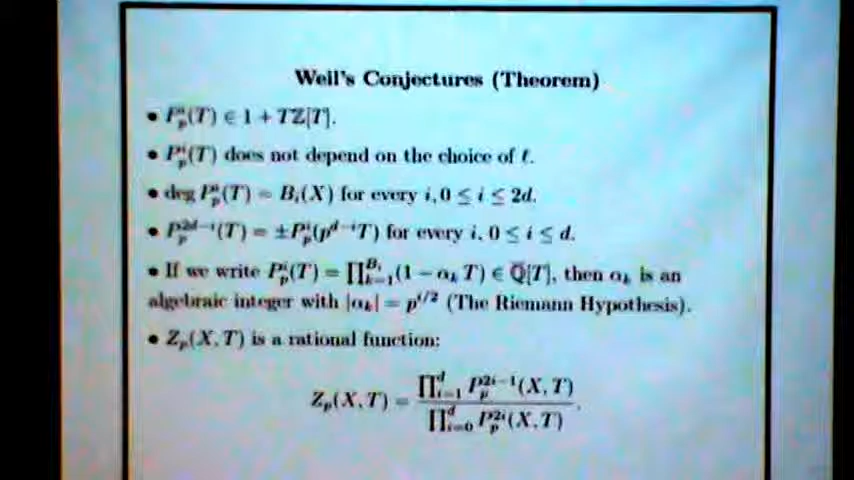 Weil's Conjectures (Theorem)
• P_p^i(T) ∈ 1 + Tℤ[T].
• P_p^i(T) does not depend on the choice of ℓ.
• deg P_p^i(T) = B_i(X) for every i, 0 ≤ i ≤ 2d.
• P_p^{2d−i}(T) = ±P_p^i(p^{d−i}T) for every i, 0 ≤ i ≤ d.
• If we write P_p^i(T) = ∏_{k=1}^{B_i}(1 − α_k T) ∈ ℚ̄[T], then α_k is an
algebraic integer with |α_k| = p^{i/2} (The Riemann Hypothesis).
• Z_p(X, T) is a rational function:
Z_p(X, T) = \frac{∏_{i=1}^{d} P_p^{2i−1}(X, T)}{∏_{i=0}^{d} P_p^{2i}(X, T)}.